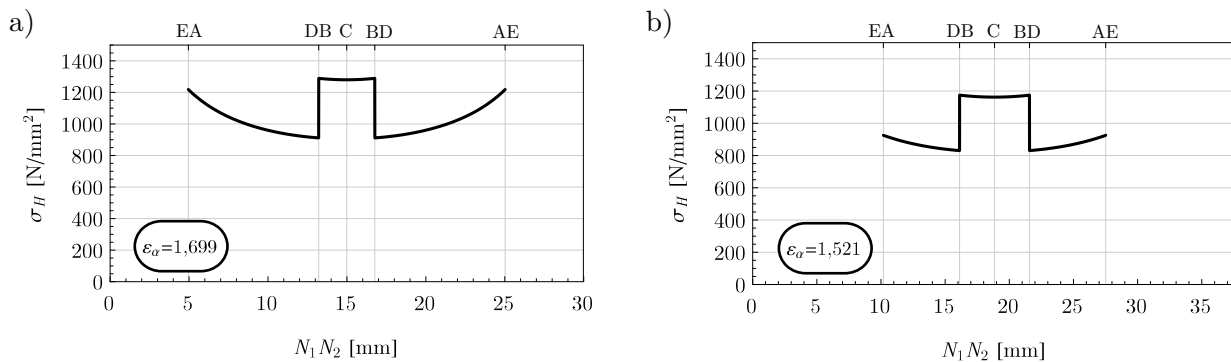 a)
EA DB C BD AE
1400
1200
1000
800
600
400
200
0
σ_H [N/mm²]
ε_α=1,699
0 5 10 15 20 25 30
N₁N₂ [mm]
b)
EA DB C BD AE
1400
1200
1000
800
600
400
200
0
σ_H [N/mm²]
ε_α=1,521
0 5 10 15 20 25 30 35
N₁N₂ [mm]